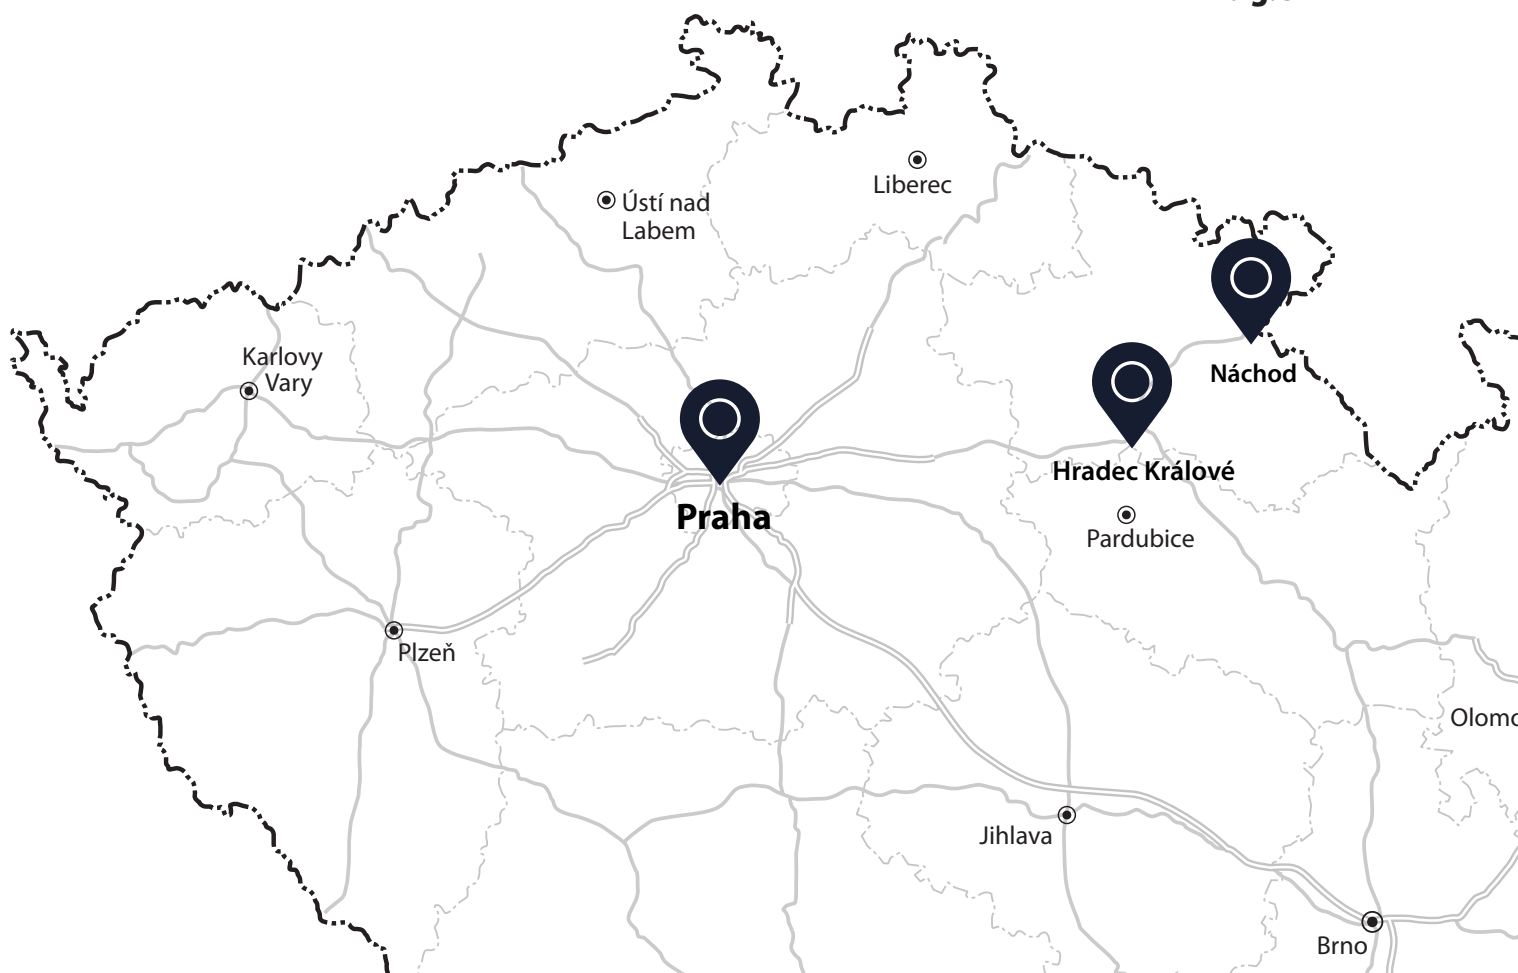 Liberec
Ústí nad
Labem
Karlovy
Vary
Náchod
Hradec Králové
Praha
Pardubice
Plzeň
Olomo
Jihlava
Brno